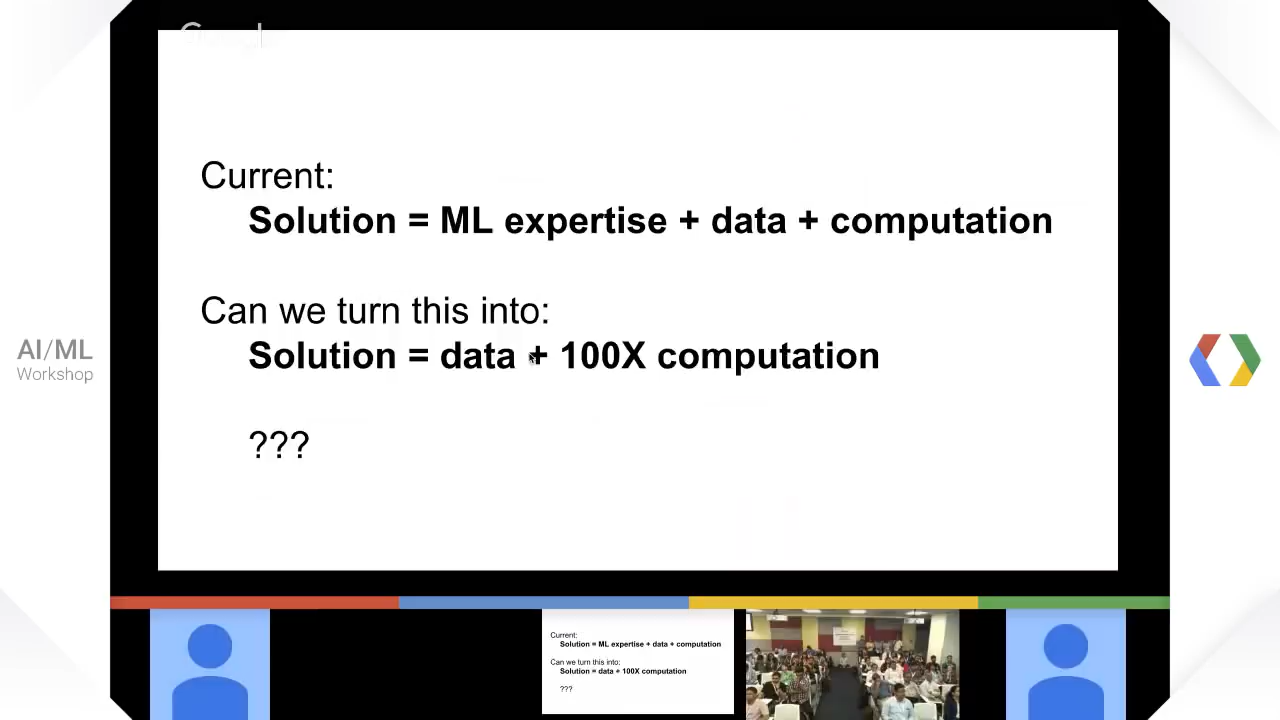 Google
Current:
Solution = ML expertise + data + computation
Can we turn this into:
Solution = data + 100X computation
???
AI/ML
Workshop
Current:
Solution = ML expertise + data + computation
Can we turn this into:
Solution = data + 100X computation
???